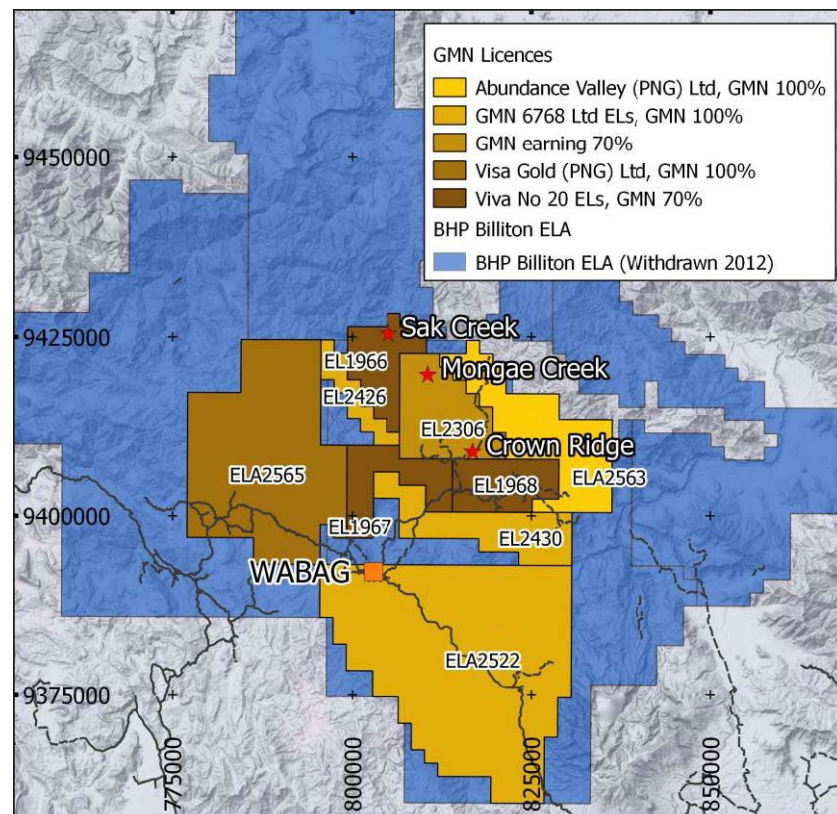 GMN Licences
Abundance Valley (PNG) Ltd, GMN 100%
GMN 6768 Ltd ELs, GMN 100%
GMN earning 70%
Visa Gold (PNG) Ltd, GMN 100%
Viva No 20 ELs, GMN 70%
BHP Billiton ELA
BHP Billiton ELA (Withdrawn 2012)
9450000
9425000
9400000
9375000
Sak Creek
EL1966
Mongae Creek
EL2426
EL2306
Crown Ridge
ELA2565
EL1968
ELA2563
EL1967
EL2430
WABAG
ELA2522
775000
800000
825000
850000